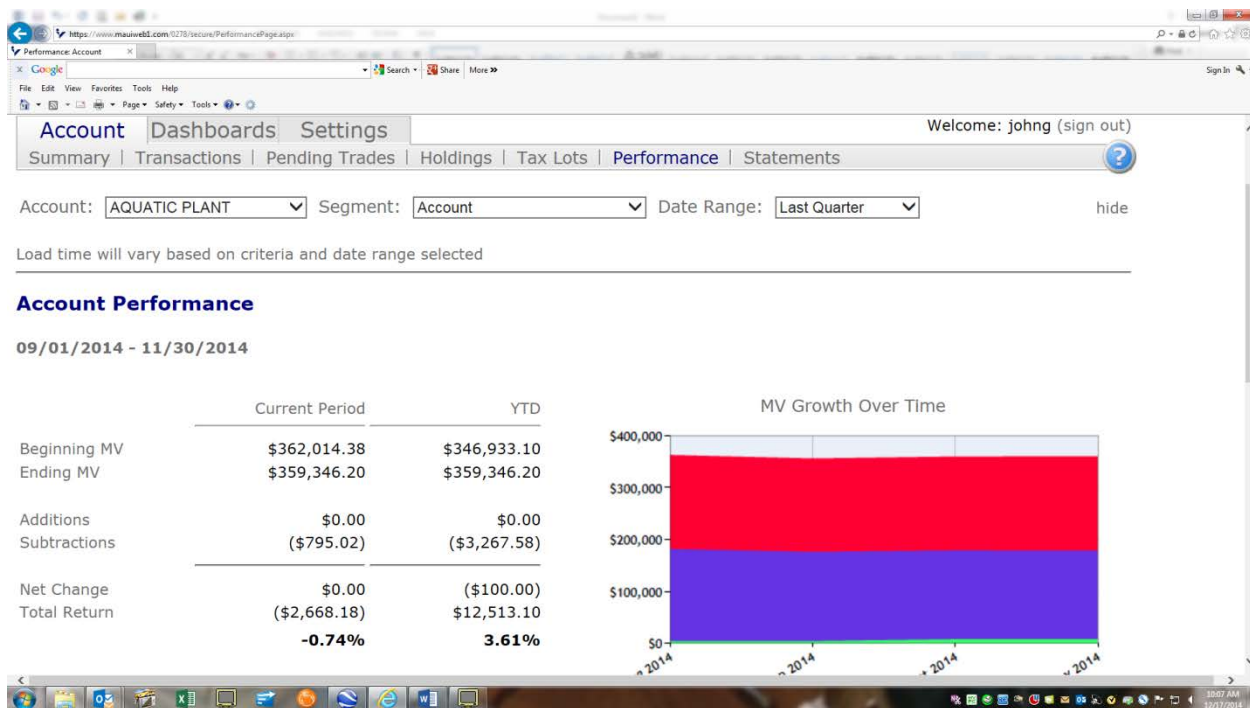 https://www.mauiweb1.com/0278/secure/PerformancePage.aspx
Performance: Account
Google Search Share More » Sign In
File Edit View Favorites Tools Help
Page Safety Tools
Account Dashboards Settings Welcome: johng (sign out)
Summary | Transactions | Pending Trades | Holdings | Tax Lots | Performance | Statements ?
Account: AQUATIC PLANT Segment: Account Date Range: Last Quarter hide
Load time will vary based on criteria and date range selected
Account Performance
09/01/2014 - 11/30/2014
Current Period YTD
Beginning MV $362,014.38 $346,933.10
Ending MV $359,346.20 $359,346.20
Additions $0.00 $0.00
Subtractions ($795.02) ($3,267.58)
Net Change $0.00 ($100.00)
Total Return ($2,668.18) $12,513.10
-0.74% 3.61%
MV Growth Over Time
$400,000
$300,000
$200,000
$100,000
$0
2014 2014 2014 2014
10:07 AM
12/17/2014